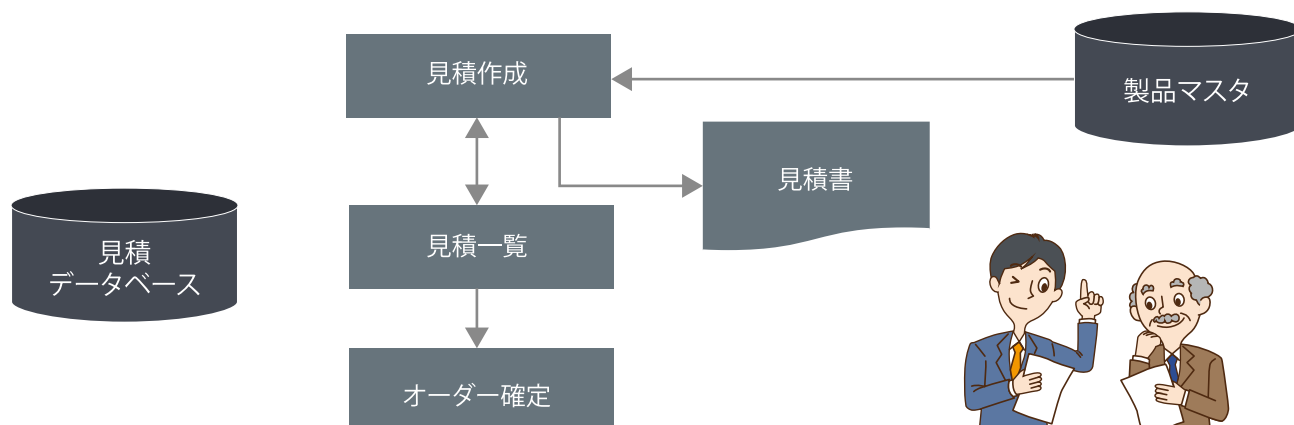 見積作成
製品マスタ
見積書
見積一覧
見積
データベース
オーダー確定